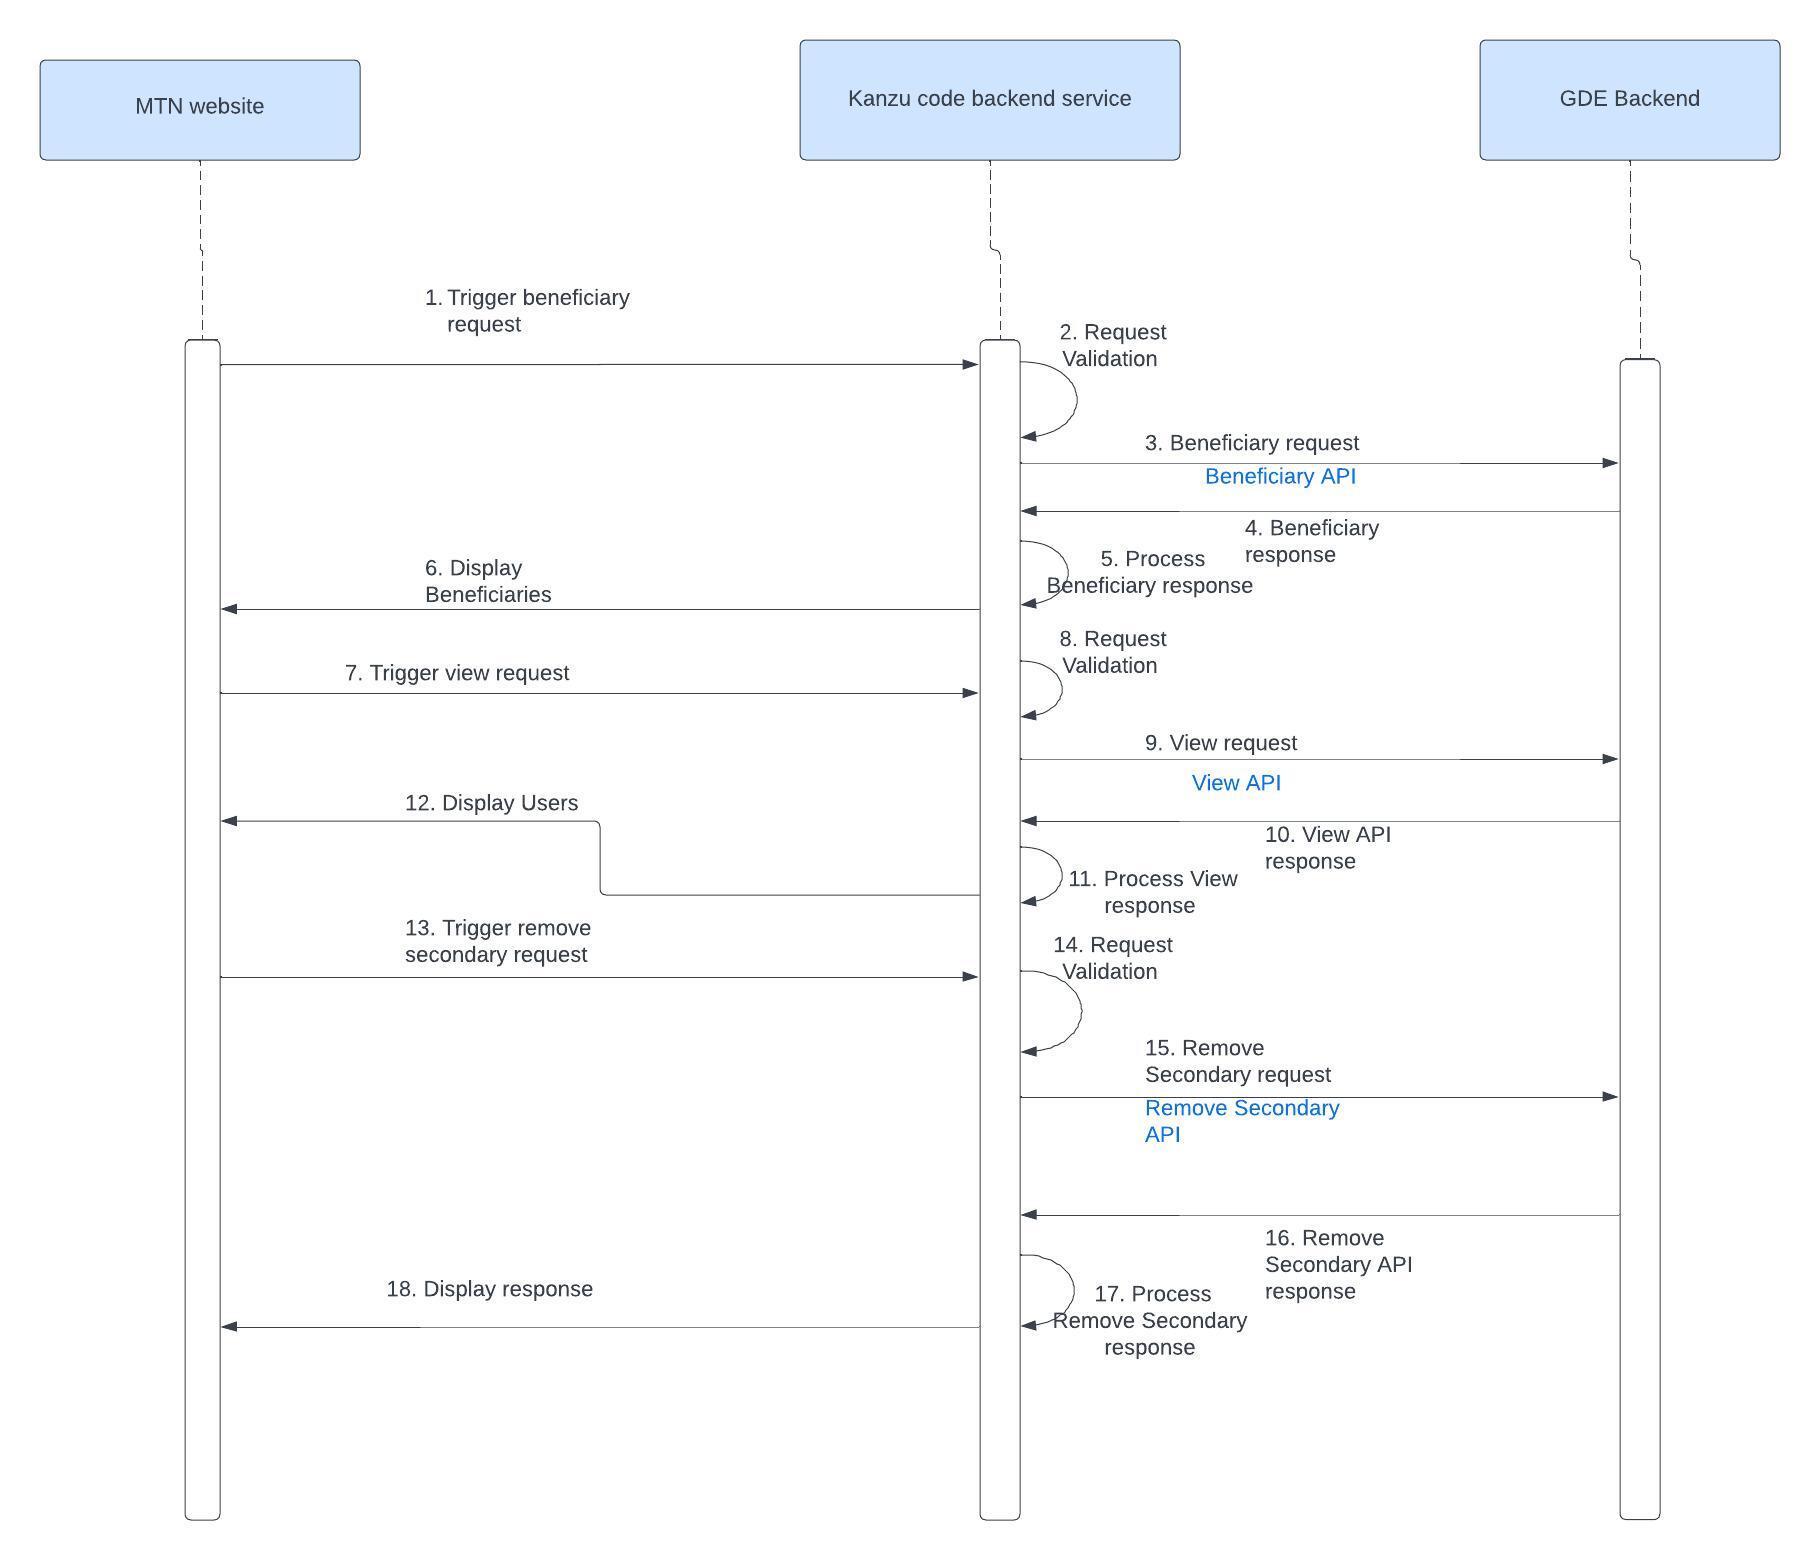 MTN website
Kanzu code backend service
GDE Backend
1. Trigger beneficiary
request
2. Request
Validation
3. Beneficiary request
Beneficiary API
4. Beneficiary
response
5. Process
Beneficiary response
6. Display
Beneficiaries
7. Trigger view request
8. Request
Validation
9. View request
View API
10. View API
response
11. Process View
response
12. Display Users
13. Trigger remove
secondary request
14. Request
Validation
15. Remove
Secondary request
Remove Secondary
API
16. Remove
Secondary API
response
17. Process
Remove Secondary
response
18. Display response